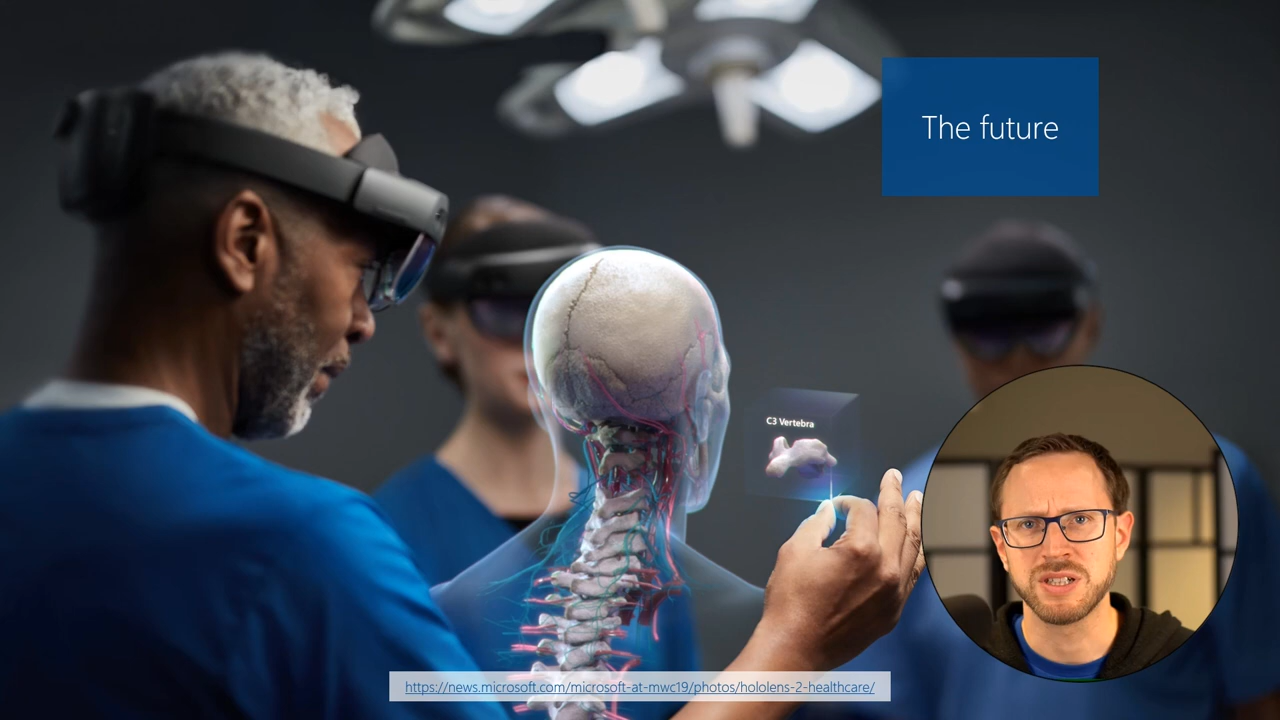 The future
C3 Vertebra
https://news.microsoft.com/microsoft-at-mwc19/photos/hololens-2-healthcare/